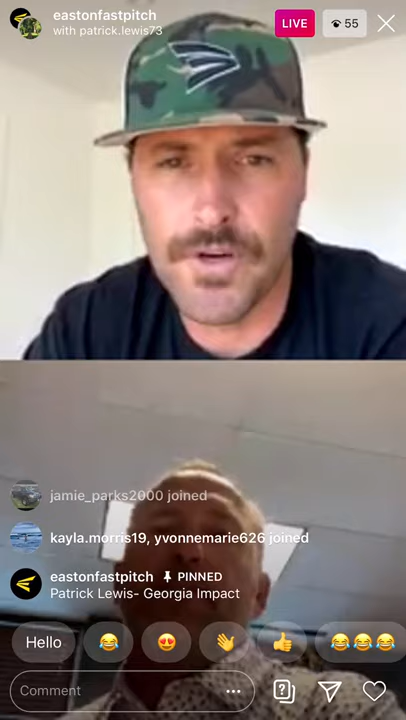 eastonfastpitch
with patrick.lewis73
LIVE
55
jamie_parks2000 joined
kayla.morris19, yvonnemarie626 joined
eastonfastpitch PINNED
Patrick Lewis- Georgia Impact
Hello
Comment